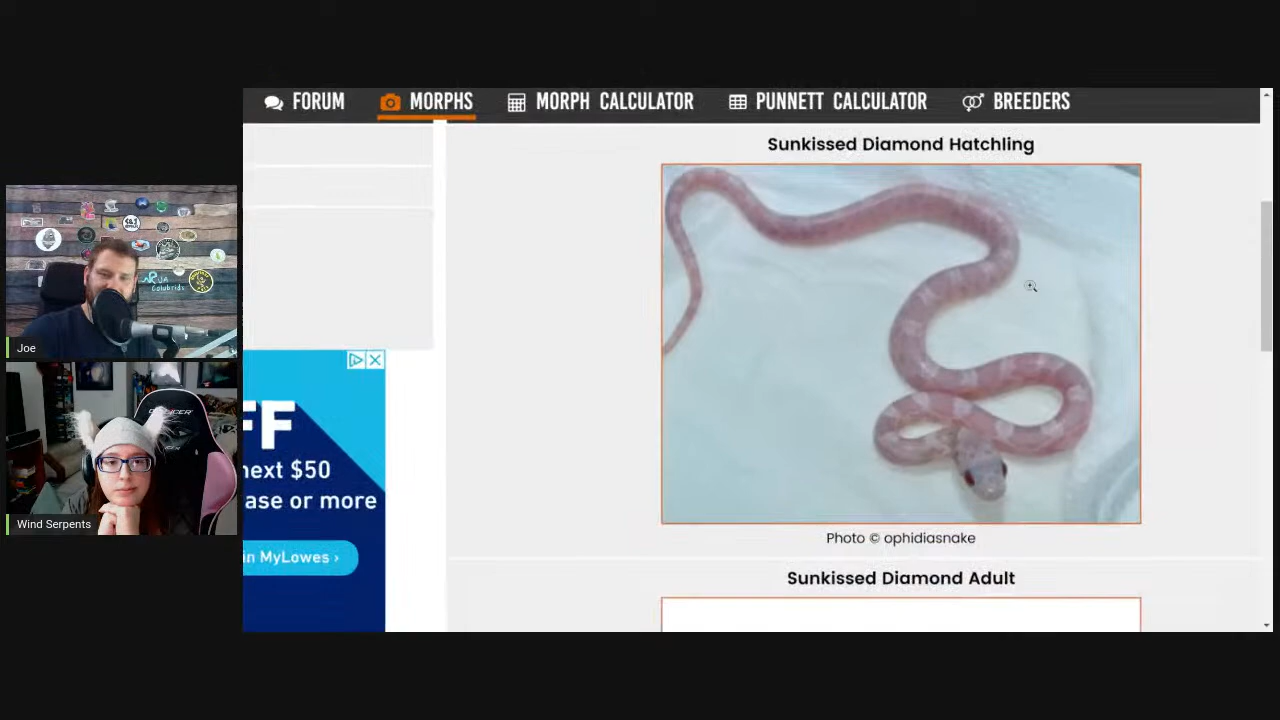 FORUM
MORPHS
MORPH CALCULATOR
PUNNETT CALCULATOR
BREEDERS
Sunkissed Diamond Hatchling
Photo © ophidiasnake
Sunkissed Diamond Adult
FF
next $50
ase or more
in MyLowes ›
Joe
Colubrids
Wind Serpents